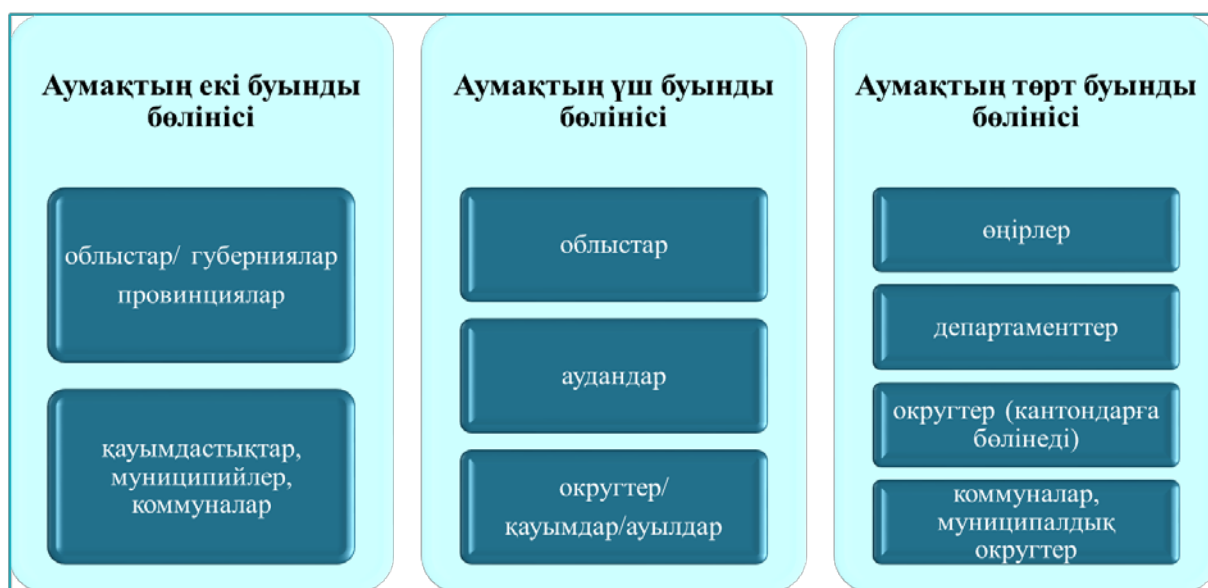 Аумақтың екі буынды
бөлінісі
облыстар/ губерниялар
провинциялар
қауымдастықтар,
муниципийлер,
коммуналар
Аумақтың үш буынды
бөлінісі
облыстар
аудандар
округтер/
қауымдар/ауылдар
Аумақтың төрт буынды
бөлінісі
өңірлер
департаменттер
округтер (кантондарға
бөлінеді)
коммуналар,
муниципалдық
округтер